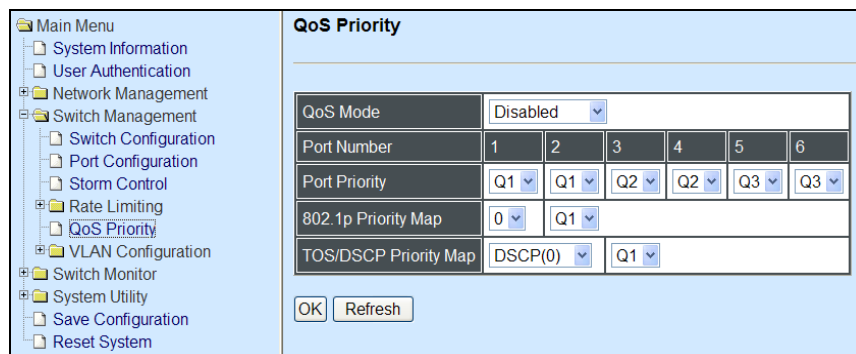 Main Menu
System Information
User Authentication
Network Management
Switch Management
Switch Configuration
Port Configuration
Storm Control
Rate Limiting
QoS Priority
VLAN Configuration
Switch Monitor
System Utility
Save Configuration
Reset System
QoS Priority
QoS Mode Disabled
Port Number 1 2 3 4 5 6
Port Priority Q1 Q1 Q2 Q2 Q3 Q3
802.1p Priority Map 0 Q1
TOS/DSCP Priority Map DSCP(0) Q1
OK Refresh